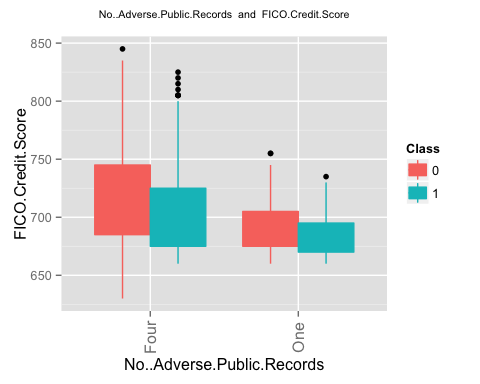 No..Adverse.Public.Records and FICO.Credit.Score
850
800
750
700
650
FICO.Credit.Score
Four
One
No..Adverse.Public.Records
Class
0
1